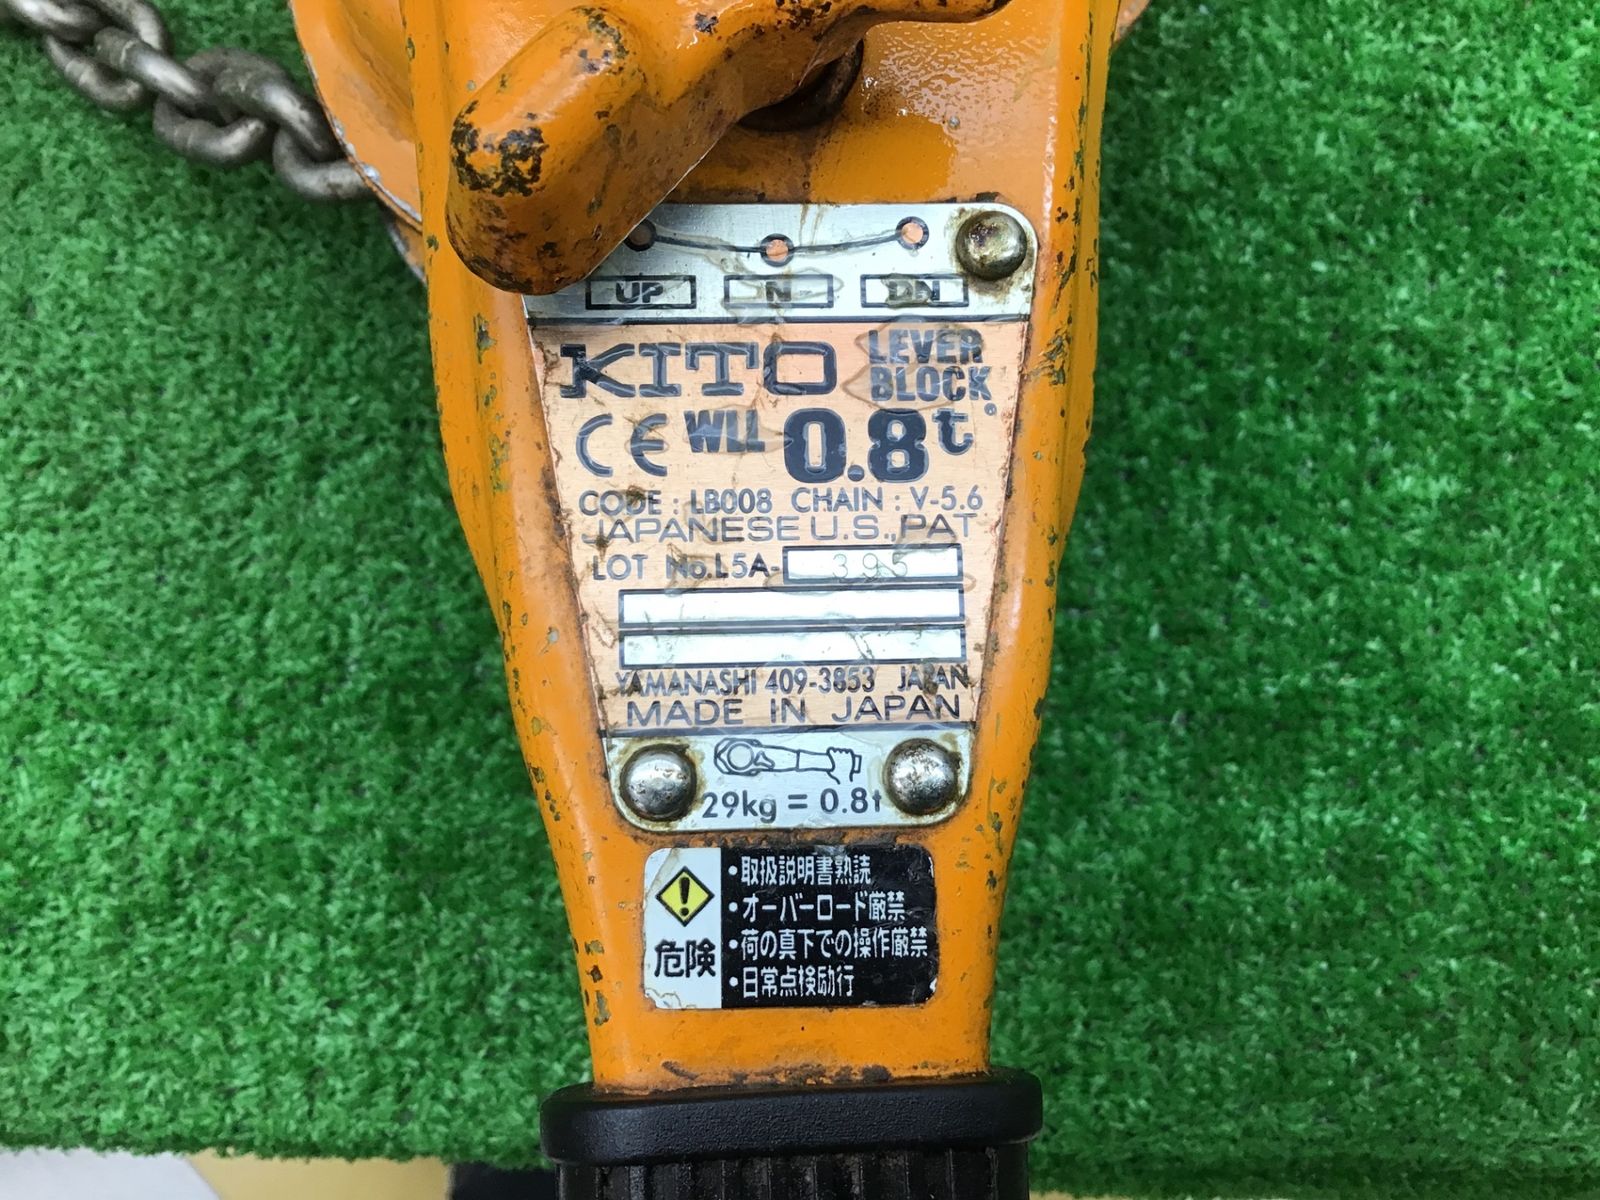 UP N DN
KITO LEVER BLOCK
CE WLL 0.8t
CODE : LB008 CHAIN : V-5.6
JAPANESE U.S., PAT
LOT No. L5A- 395
YAMANASHI 409-3853 JAPAN
MADE IN JAPAN
29kg = 0.8t
危険
・取扱説明書熟読
・オーバーロード厳禁
・荷の真下での操作厳禁
・日常点検励行